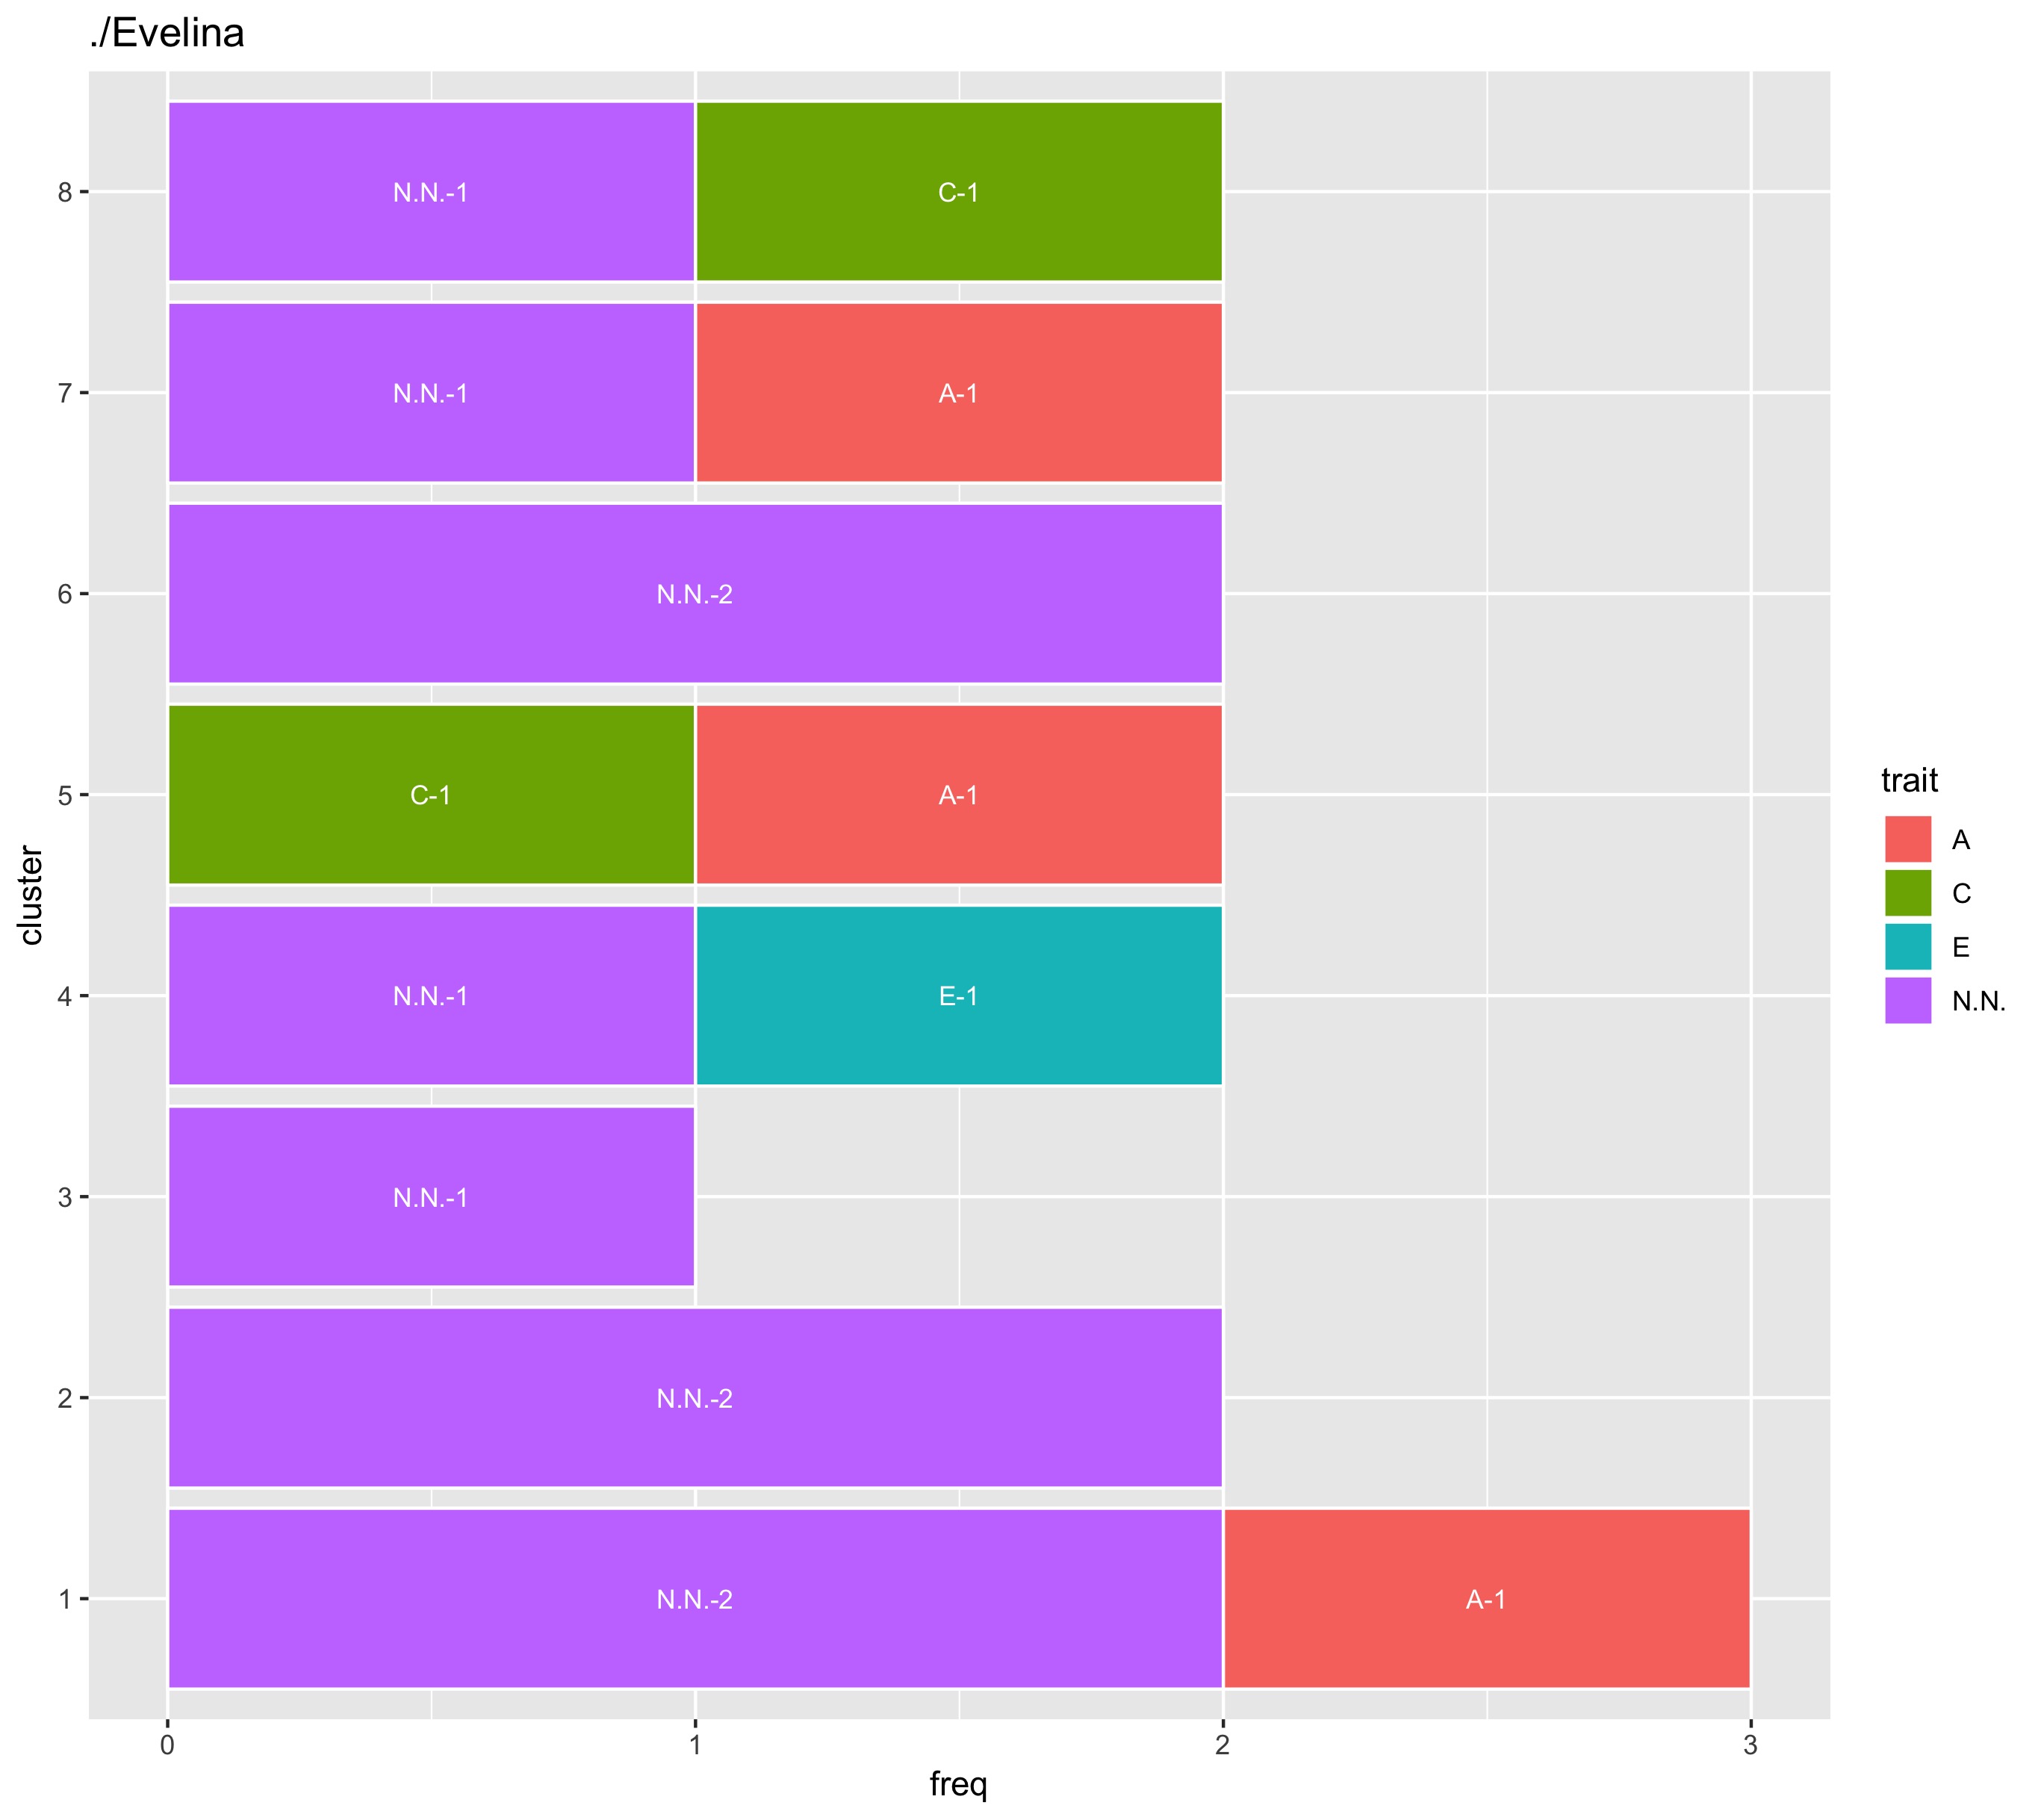 ./Evelina
8
N.N.-1 C-1
7
N.N.-1 A-1
6
N.N.-2
5
C-1 A-1
4
N.N.-1 E-1
3
N.N.-1
2
N.N.-2
1
N.N.-2 A-1
cluster
0 1 2 3
freq
trait
A
C
E
N.N.